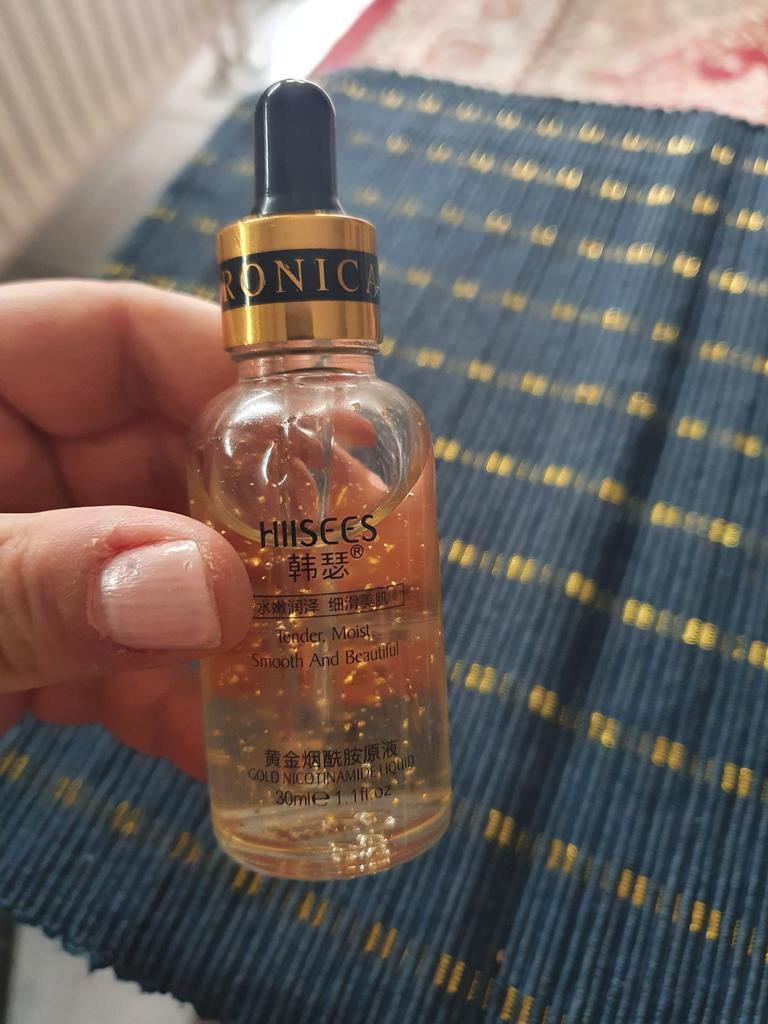 RONICA
HIISEES
韩瑟®
水嫩润泽 细滑美肌
Tender, Moist,
Smooth And Beautiful
黄金烟酰胺原液
GOLD NICOTINAMIDE LIQUID
30ml℮1.1fl.oz